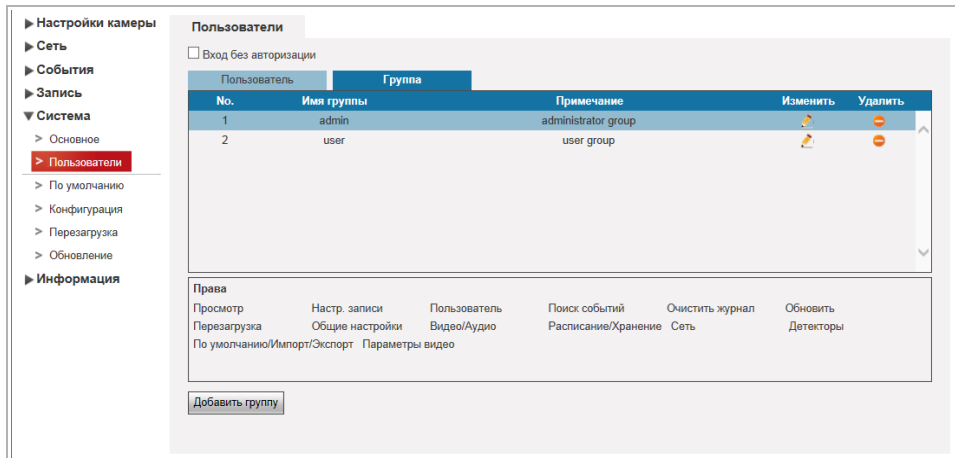 Настройки камеры
Сеть
События
Запись
Система
> Основное
> Пользователи
> По умолчанию
> Конфигурация
> Перезагрузка
> Обновление
Информация
Пользователи
Вход без авторизации
Пользователь Группа
No. Имя группы Примечание Изменить Удалить
1 admin administrator group
2 user user group
Права
Просмотр Настр. записи Пользователь Поиск событий Очистить журнал Обновить
Перезагрузка Общие настройки Видео/Аудио Расписание/Хранение Сеть Детекторы
По умолчанию/Импорт/Экспорт Параметры видео
Добавить группу